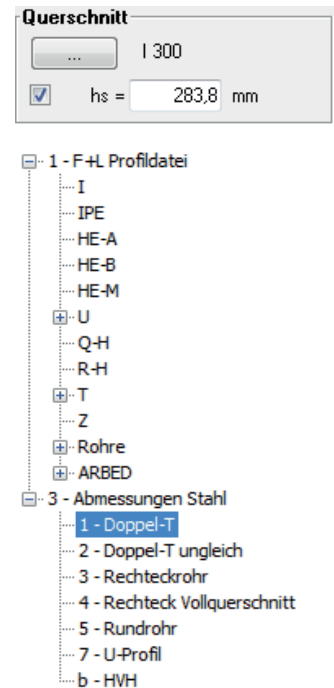 Querschnitt
... I 300
hs = 283,8 mm
1 - F+L Profildatei
I
IPE
HE-A
HE-B
HE-M
U
Q-H
R-H
T
Z
Rohre
ARBED
3 - Abmessungen Stahl
1 - Doppel-T
2 - Doppel-T ungleich
3 - Rechteckrohr
4 - Rechteck Vollquerschnitt
5 - Rundrohr
7 - U-Profil
b - HVH